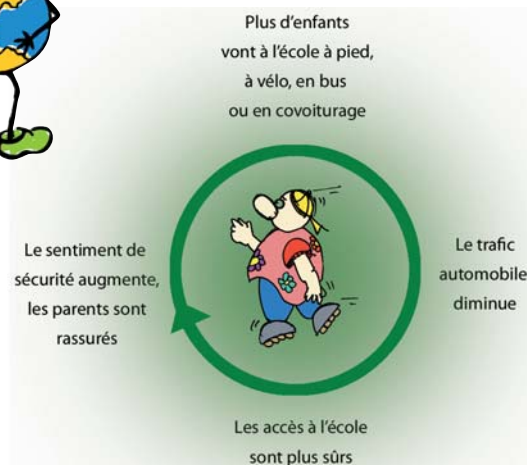 Plus d’enfants
vont à l’école à pied,
à vélo, en bus
ou en covoiturage
Le trafic
automobile
diminue
Les accès à l’école
sont plus sûrs
Le sentiment de
sécurité augmente,
les parents sont
rassurés